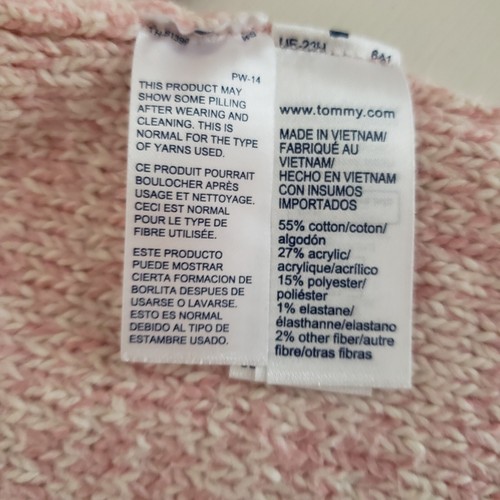 PW-14
THIS PRODUCT MAY
SHOW SOME PILLING
AFTER WEARING AND
CLEANING. THIS IS
NORMAL FOR THE TYPE
OF YARNS USED.
CE PRODUIT POURRAIT
BOULOCHER APRÈS
USAGE ET NETTOYAGE.
CECI EST NORMAL
POUR LE TYPE DE
FIBRE UTILISÉE.
ESTE PRODUCTO
PUEDE MOSTRAR
CIERTA FORMACION DE
BORLITA DESPUES DE
USARSE O LAVARSE.
ESTO ES NORMAL
DEBIDO AL TIPO DE
ESTAMBRE USADO.
www.tommy.com
MADE IN VIETNAM/
FABRIQUÉ AU
VIETNAM/
HECHO EN VIETNAM
CON INSUMOS
IMPORTADOS
55% cotton/coton/
algodón
27% acrylic/
acrylique/acrílico
15% polyester/
poliéster
1% elastane/
élasthanne/elastano
2% other fiber/autre
fibre/otras fibras